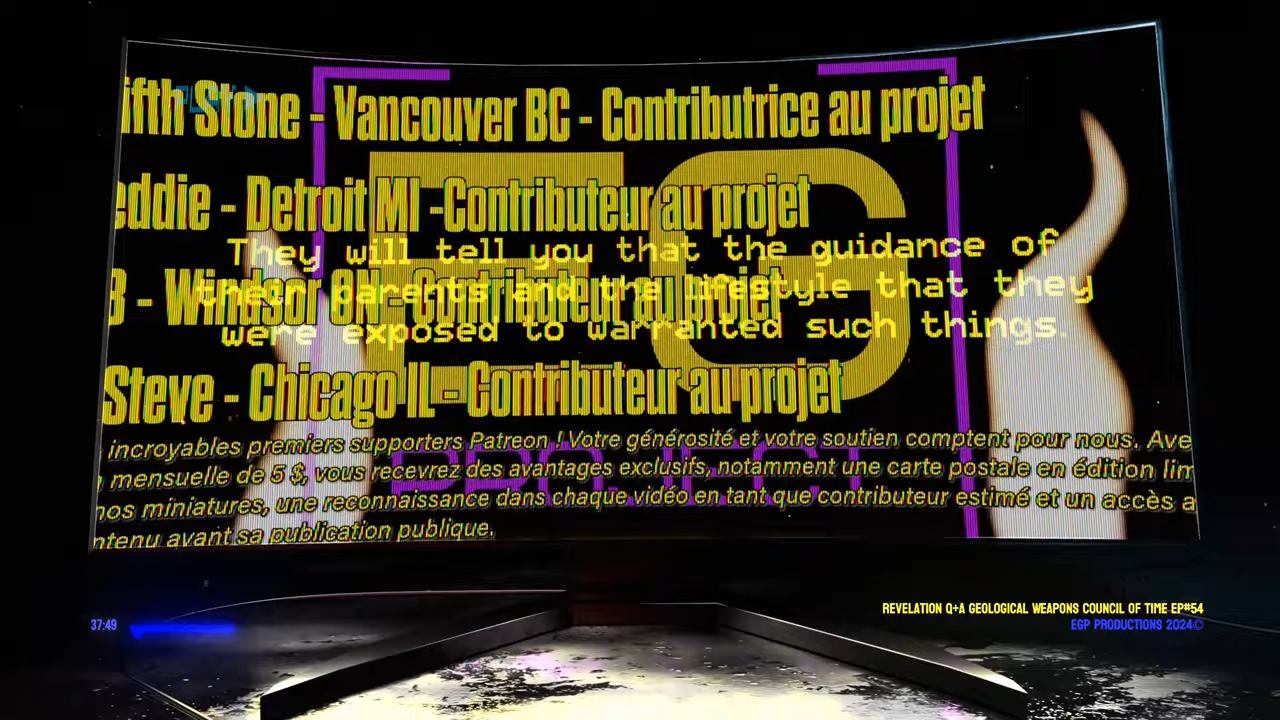 PLAY
ifth Stone - Vancouver BC - Contributrice au projet
eddie - Detroit MI -Contributeur au projet
They will tell you that the guidance of
B - Windsor ON - Contributeur au projet
their parents and the lifestyle that they
were exposed to warranted such things.
Steve - Chicago IL - Contributeur au projet
EG
PROJECT
incroyables premiers supporters Patreon ! Votre générosité et votre soutien comptent pour nous. Ave
mensuelle de 5 $, vous recevrez des avantages exclusifs, notamment une carte postale en édition lim
nos miniatures, une reconnaissance dans chaque vidéo en tant que contributeur estimé et un accès a
ntenu avant sa publication publique.
REVELATION Q+A GEOLOGICAL WEAPONS COUNCIL OF TIME EP#54
37:49
EGP PRODUCTIONS 2024©